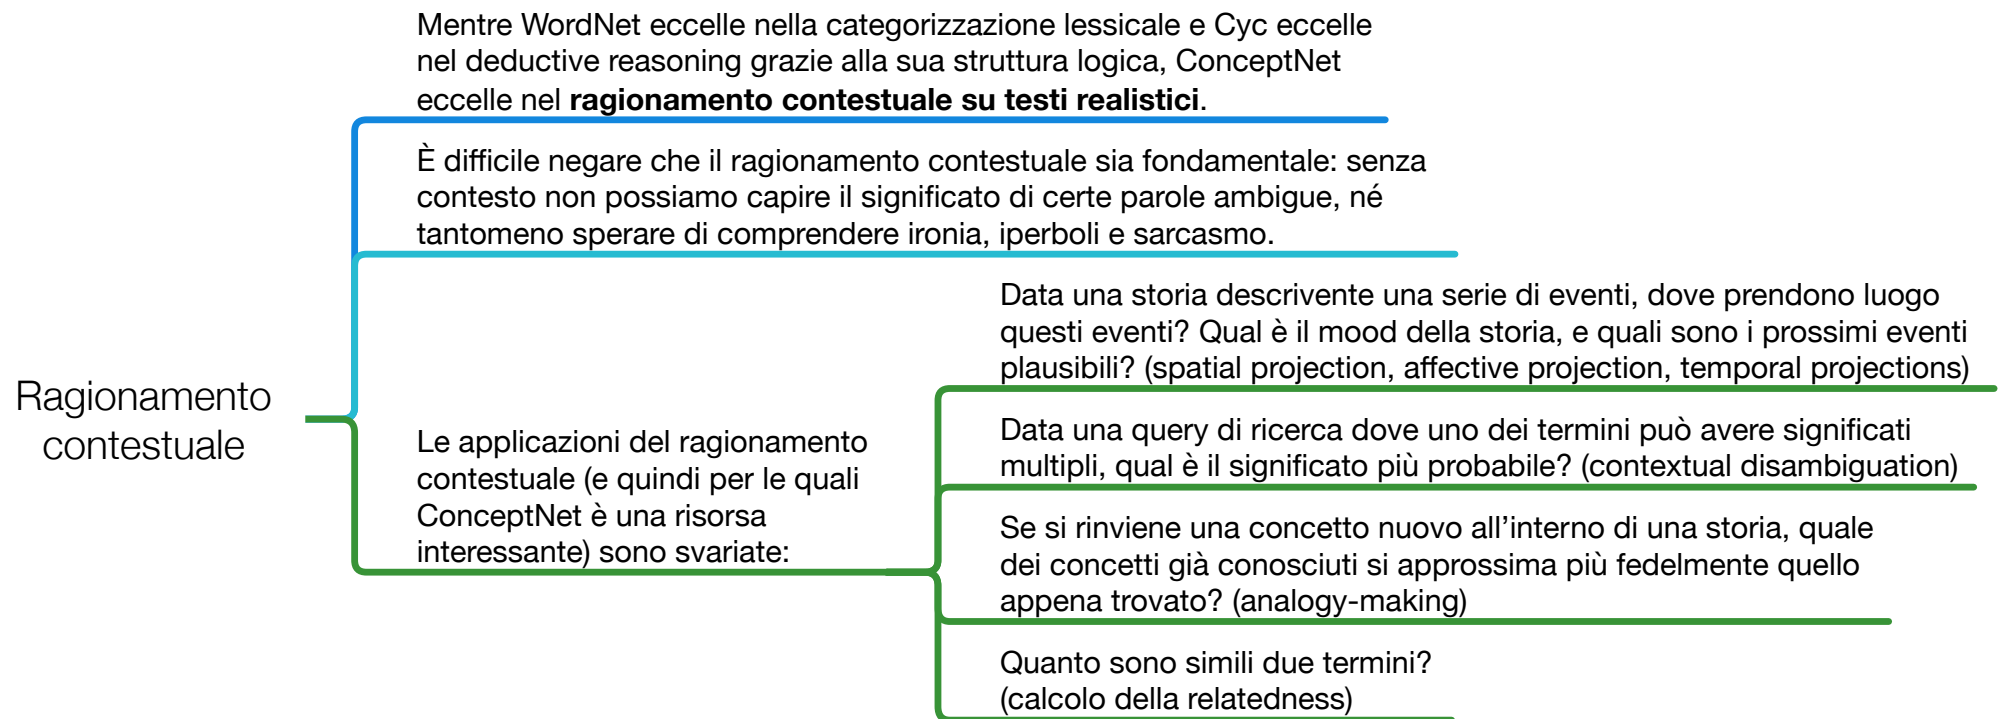 Mentre WordNet eccelle nella categorizzazione lessicale e Cyc eccelle
nel deductive reasoning grazie alla sua struttura logica, ConceptNet
eccelle nel ragionamento contestuale su testi realistici.
È difficile negare che il ragionamento contestuale sia fondamentale: senza
contesto non possiamo capire il significato di certe parole ambigue, né
tantomeno sperare di comprendere ironia, iperboli e sarcasmo.
Ragionamento
contestuale
Le applicazioni del ragionamento
contestuale (e quindi per le quali
ConceptNet è una risorsa
interessante) sono svariate:
Data una storia descrivente una serie di eventi, dove prendono luogo
questi eventi? Qual è il mood della storia, e quali sono i prossimi eventi
plausibili? (spatial projection, affective projection, temporal projections)
Data una query di ricerca dove uno dei termini può avere significati
multipli, qual è il significato più probabile? (contextual disambiguation)
Se si rinviene una concetto nuovo all’interno di una storia, quale
dei concetti già conosciuti si approssima più fedelmente quello
appena trovato? (analogy-making)
Quanto sono simili due termini?
(calcolo della relatedness)